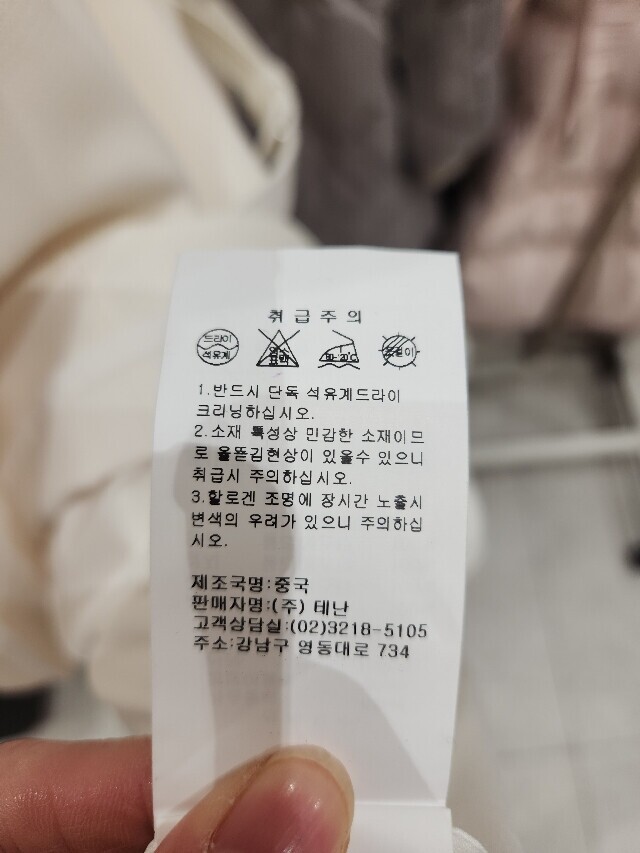 취급주의
드라이
석유계
염소
표백
80-120℃
1.반드시 단독 석유계드라이
크리닝하십시오.
2.소재 특성상 민감한 소재이므
로 올뜯김현상이 있을수 있으니
취급시 주의하십시오.
3.할로겐 조명에 장시간 노출시
변색의 우려가 있으니 주의하십
시오.
제조국명:중국
판매자명:(주) 테난
고객상담실:(02)3218-5105
주소:강남구 영동대로 734